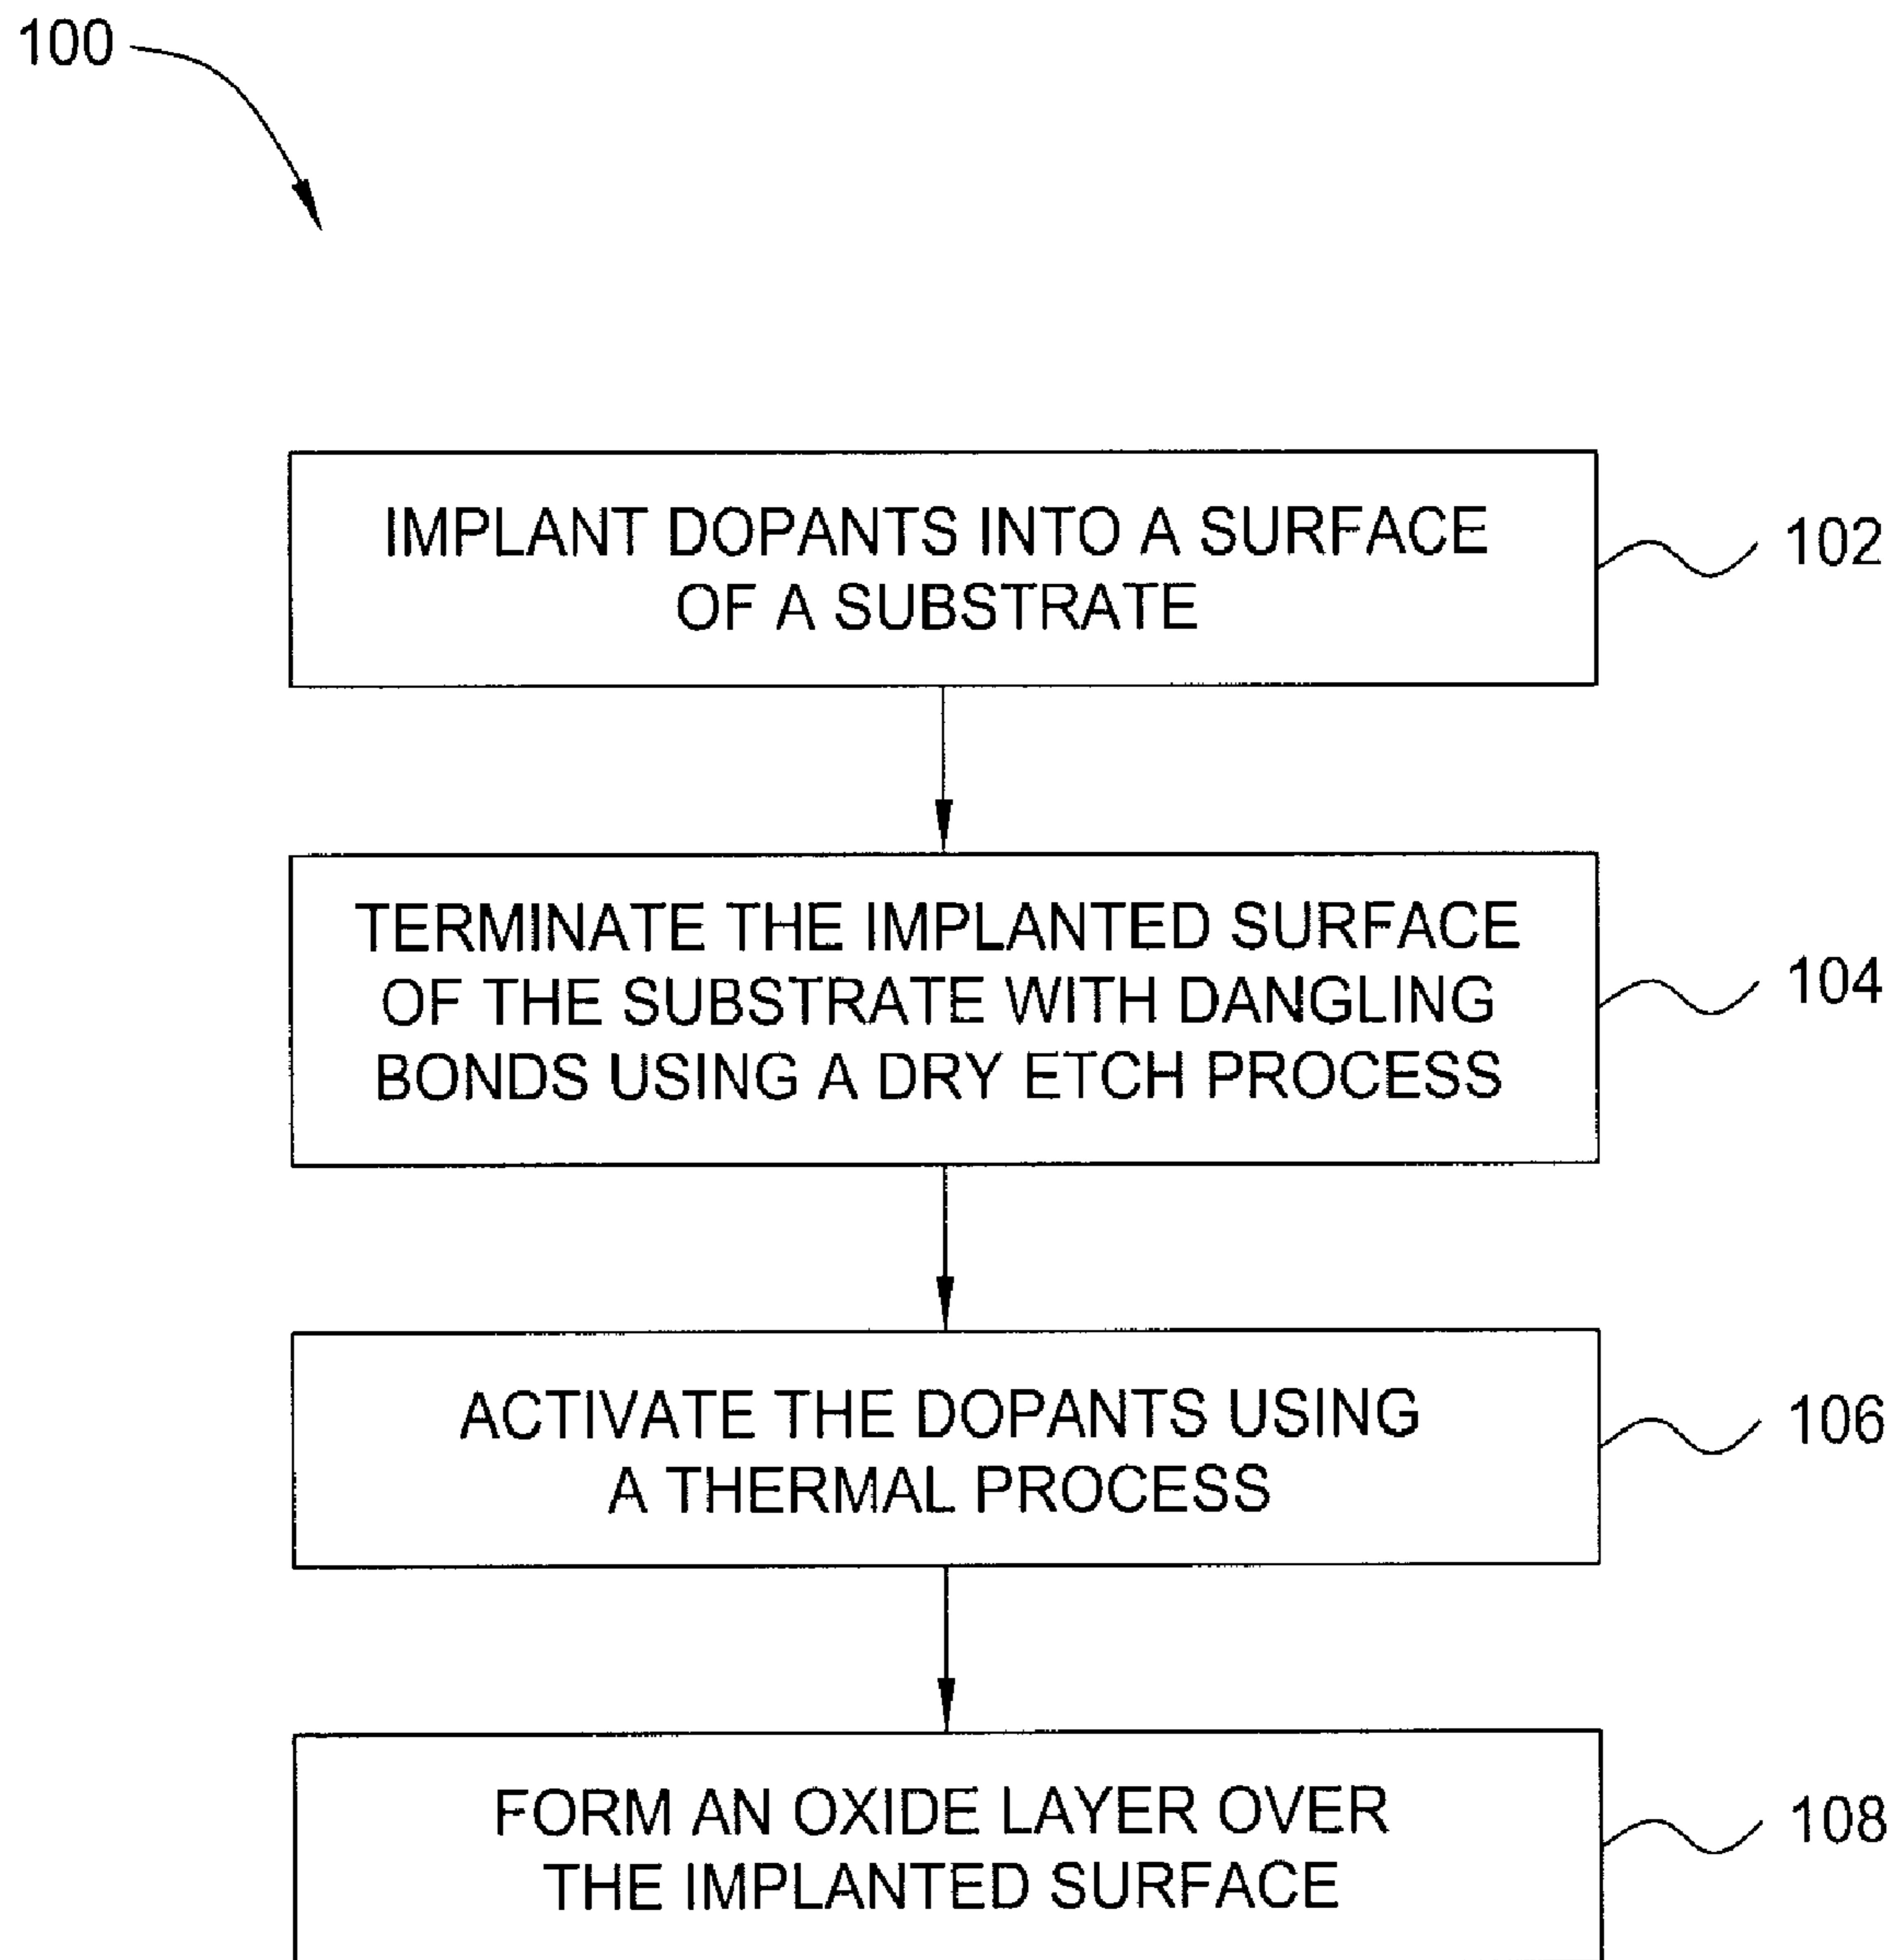 100
IMPLANT DOPANTS INTO A SURFACE
OF A SUBSTRATE
102
TERMINATE THE IMPLANTED SURFACE
OF THE SUBSTRATE WITH DANGLING
BONDS USING A DRY ETCH PROCESS
104
ACTIVATE THE DOPANTS USING
A THERMAL PROCESS
106
FORM AN OXIDE LAYER OVER
THE IMPLANTED SURFACE
108